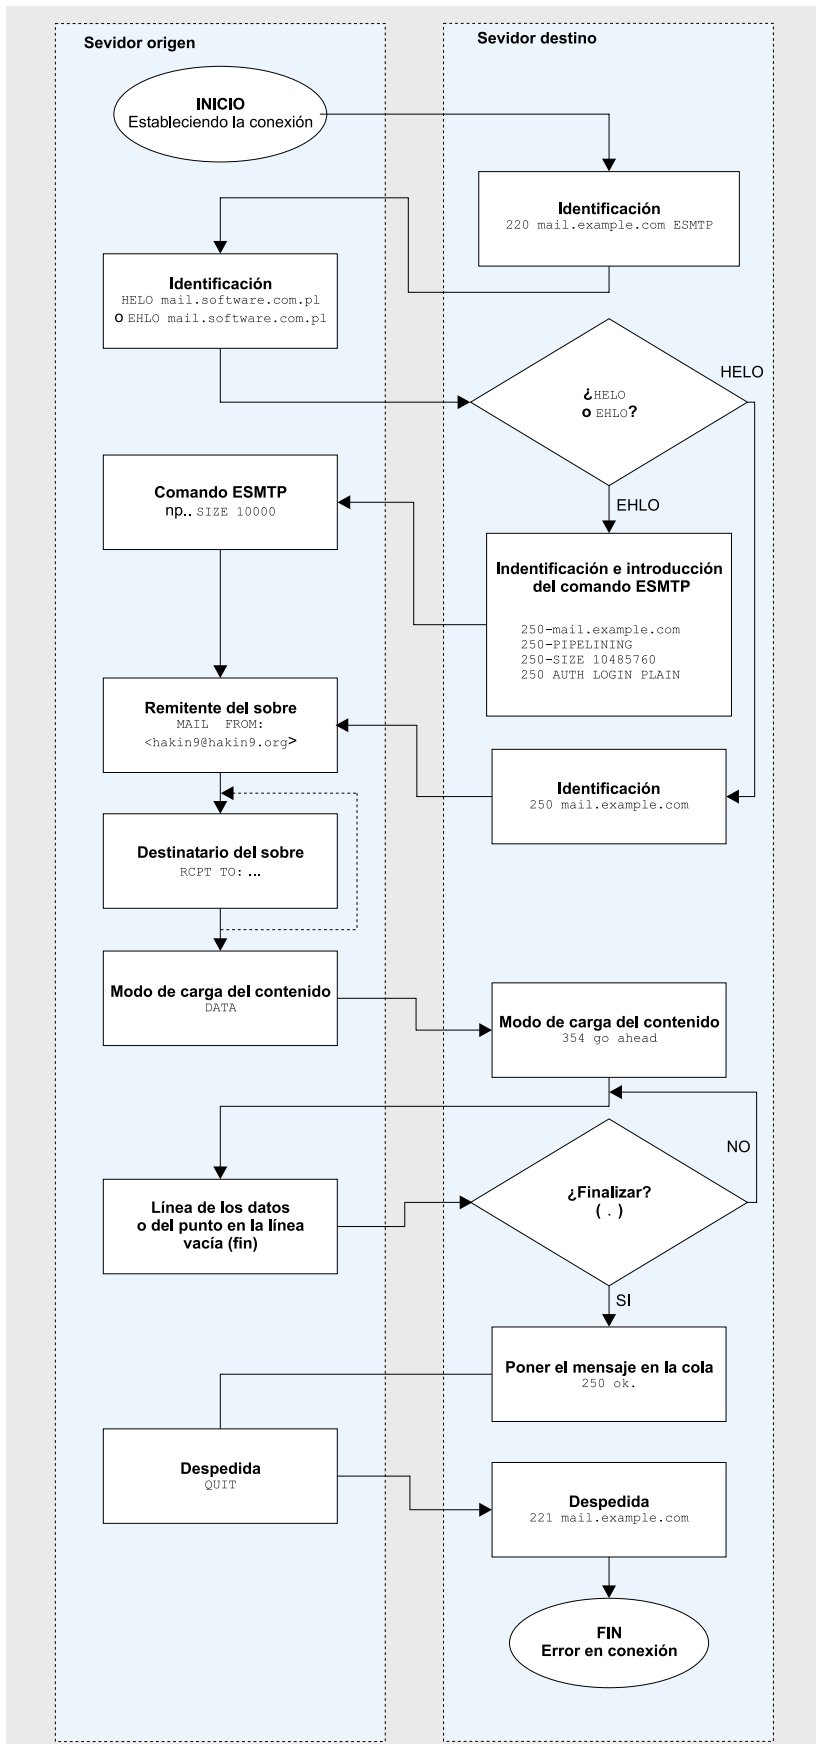 Sevidor origen
Sevidor destino
INICIO
Estableciendo la conexión
Identificación
220 mail.example.com ESMTP
Identificación
HELO mail.software.com.pl
o EHLO mail.software.com.pl
HELO
¿HELO
o EHLO?
EHLO
Comando ESMTP
np.. SIZE 10000
Indentificación e introducción
del comando ESMTP
250-mail.example.com
250-PIPELINING
250-SIZE 10485760
250 AUTH LOGIN PLAIN
Remitente del sobre
MAIL FROM:
<hakin9@hakin9.org>
Identificación
250 mail.example.com
Destinatario del sobre
RCPT TO: ...
Modo de carga del contenido
DATA
Modo de carga del contenido
354 go ahead
NO
Línea de los datos
o del punto en la línea
vacía (fin)
¿Finalizar?
( . )
SI
Poner el mensaje en la cola
250 ok.
Despedida
QUIT
Despedida
221 mail.example.com
FIN
Error en conexión